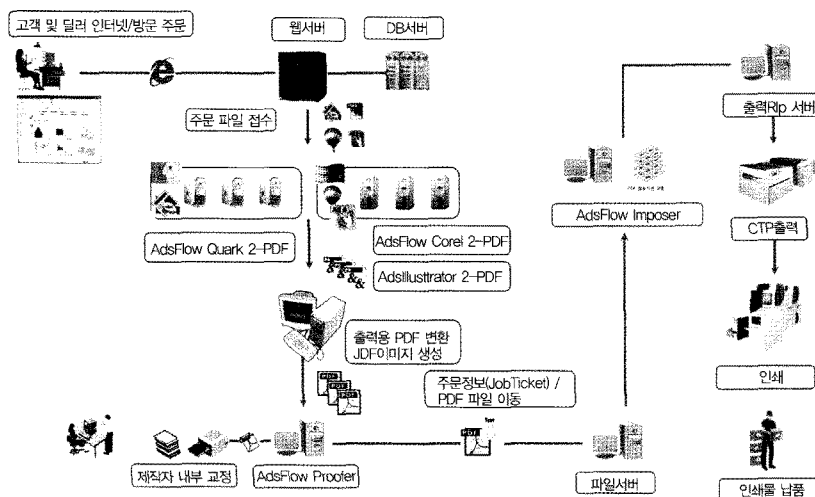 고객 및 딜러 인터넷/방문 주문
웹서버
DB서버
주문 파일 접수
AdsFlow Quark 2-PDF
AdsFlow Corel 2-PDF
Adsillusttrator 2-PDF
출력용 PDF 변환
JDF이미지 생성
제작자 내부 교정
AdsFlow Proofer
주문정보(JobTicket) /
PDF 파일 이동
파일서버
AdsFlow Imposer
출력Rip 서버
CTP출력
인쇄
인쇄물 납품